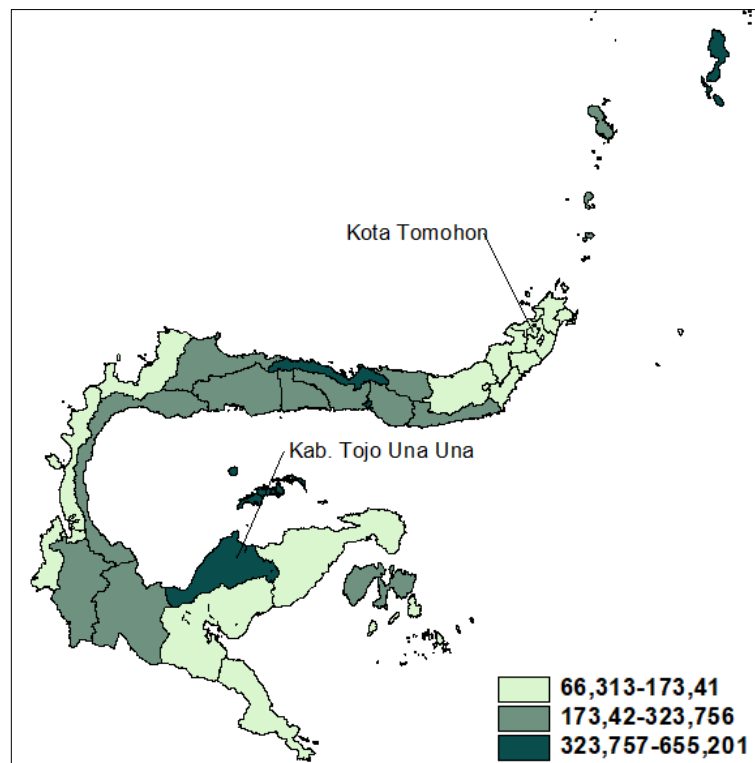 Kota Tomohon
Kab. Tojo Una Una
66,313-173,41
173,42-323,756
323,757-655,201